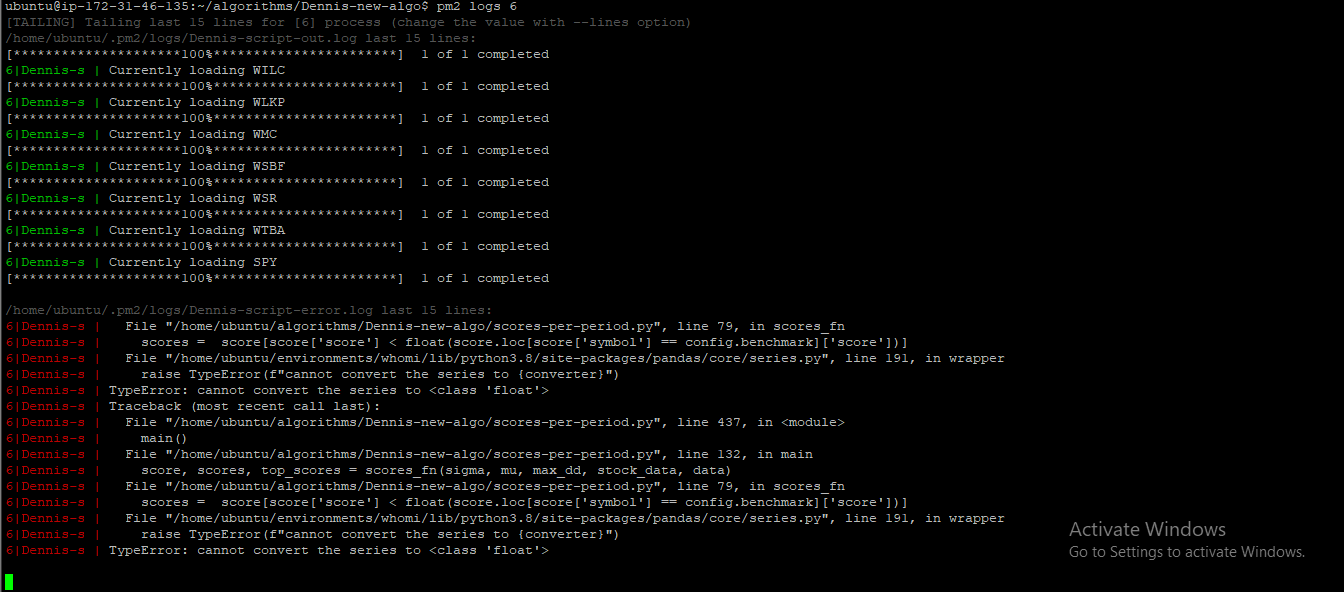 ubuntu@ip-172-31-46-135:~/algorithms/Dennis-new-algo$ pm2 logs 6
[TAILING] Tailing last 15 lines for [6] process (change the value with --lines option)
/home/ubuntu/.pm2/logs/Dennis-script-out.log last 15 lines:
[*********************100%***********************]  1 of 1 completed
6|Dennis-s | Currently loading WILC
[*********************100%***********************]  1 of 1 completed
6|Dennis-s | Currently loading WLKP
[*********************100%***********************]  1 of 1 completed
6|Dennis-s | Currently loading WMC
[*********************100%***********************]  1 of 1 completed
6|Dennis-s | Currently loading WSBF
[*********************100%***********************]  1 of 1 completed
6|Dennis-s | Currently loading WSR
[*********************100%***********************]  1 of 1 completed
6|Dennis-s | Currently loading WTBA
[*********************100%***********************]  1 of 1 completed
6|Dennis-s | Currently loading SPY
[*********************100%***********************]  1 of 1 completed
/home/ubuntu/.pm2/logs/Dennis-script-error.log last 15 lines:
6|Dennis-s |   File "/home/ubuntu/algorithms/Dennis-new-algo/scores-per-period.py", line 79, in scores_fn
6|Dennis-s |     scores =  score[score['score'] < float(score.loc[score['symbol'] == config.benchmark]['score'])]
6|Dennis-s |   File "/home/ubuntu/environments/whomi/lib/python3.8/site-packages/pandas/core/series.py", line 191, in wrapper
6|Dennis-s |     raise TypeError(f"cannot convert the series to {converter}")
6|Dennis-s | TypeError: cannot convert the series to <class 'float'>
6|Dennis-s | Traceback (most recent call last):
6|Dennis-s |   File "/home/ubuntu/algorithms/Dennis-new-algo/scores-per-period.py", line 437, in <module>
6|Dennis-s |     main()
6|Dennis-s |   File "/home/ubuntu/algorithms/Dennis-new-algo/scores-per-period.py", line 132, in main
6|Dennis-s |     score, scores, top_scores = scores_fn(sigma, mu, max_dd, stock_data, data)
6|Dennis-s |   File "/home/ubuntu/algorithms/Dennis-new-algo/scores-per-period.py", line 79, in scores_fn
6|Dennis-s |     scores =  score[score['score'] < float(score.loc[score['symbol'] == config.benchmark]['score'])]
6|Dennis-s |   File "/home/ubuntu/environments/whomi/lib/python3.8/site-packages/pandas/core/series.py", line 191, in wrapper
6|Dennis-s |     raise TypeError(f"cannot convert the series to {converter}")
6|Dennis-s | TypeError: cannot convert the series to <class 'float'>
Activate Windows
Go to Settings to activate Windows.